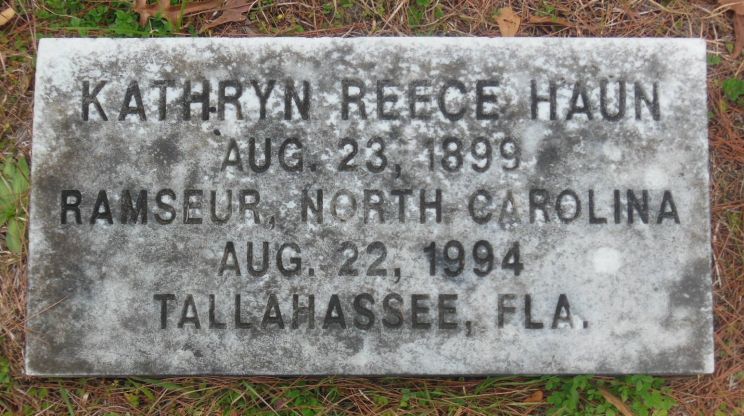 KATHRYN REECE HAUN
AUG. 23, 1899
RAMSEUR, NORTH CAROLINA
AUG. 22, 1994
TALLAHASSEE, FLA.